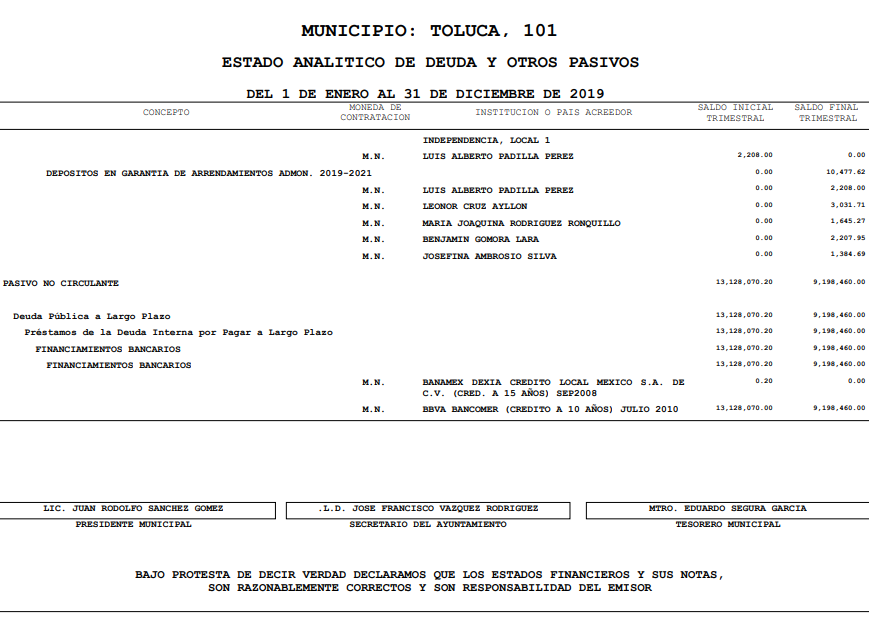 MUNICIPIO: TOLUCA, 101
ESTADO ANALITICO DE DEUDA Y OTROS PASIVOS
DEL 1 DE ENERO AL 31 DE DICIEMBRE DE 2019
CONCEPTO MONEDA DE CONTRATACION INSTITUCION O PAIS ACREEDOR SALDO INICIAL TRIMESTRAL SALDO FINAL TRIMESTRAL
INDEPENDENCIA, LOCAL 1
M.N. LUIS ALBERTO PADILLA PEREZ 2,208.00 0.00
DEPOSITOS EN GARANTIA DE ARRENDAMIENTOS ADMON. 2019-2021 0.00 10,477.62
M.N. LUIS ALBERTO PADILLA PEREZ 0.00 2,208.00
M.N. LEONOR CRUZ AYLLON 0.00 3,031.71
M.N. MARIA JOAQUINA RODRIGUEZ RONQUILLO 0.00 1,645.27
M.N. BENJAMIN GOMORA LARA 0.00 2,207.95
M.N. JOSEFINA AMBROSIO SILVA 0.00 1,384.69
PASIVO NO CIRCULANTE 13,128,070.20 9,198,460.00
Deuda Pública a Largo Plazo 13,128,070.20 9,198,460.00
Préstamos de la Deuda Interna por Pagar a Largo Plazo 13,128,070.20 9,198,460.00
FINANCIAMIENTOS BANCARIOS 13,128,070.20 9,198,460.00
FINANCIAMIENTOS BANCARIOS 13,128,070.20 9,198,460.00
M.N. BANAMEX DEXIA CREDITO LOCAL MEXICO S.A. DE 0.20 0.00
C.V. (CRED. A 15 AÑOS) SEP2008
M.N. BBVA BANCOMER (CREDITO A 10 AÑOS) JULIO 2010 13,128,070.00 9,198,460.00
LIC. JUAN RODOLFO SANCHEZ GOMEZ .L.D. JOSE FRANCISCO VAZQUEZ RODRIGUEZ MTRO. EDUARDO SEGURA GARCIA
PRESIDENTE MUNICIPAL SECRETARIO DEL AYUNTAMIENTO TESORERO MUNICIPAL
BAJO PROTESTA DE DECIR VERDAD DECLARAMOS QUE LOS ESTADOS FINANCIEROS Y SUS NOTAS,
SON RAZONABLEMENTE CORRECTOS Y SON RESPONSABILIDAD DEL EMISOR